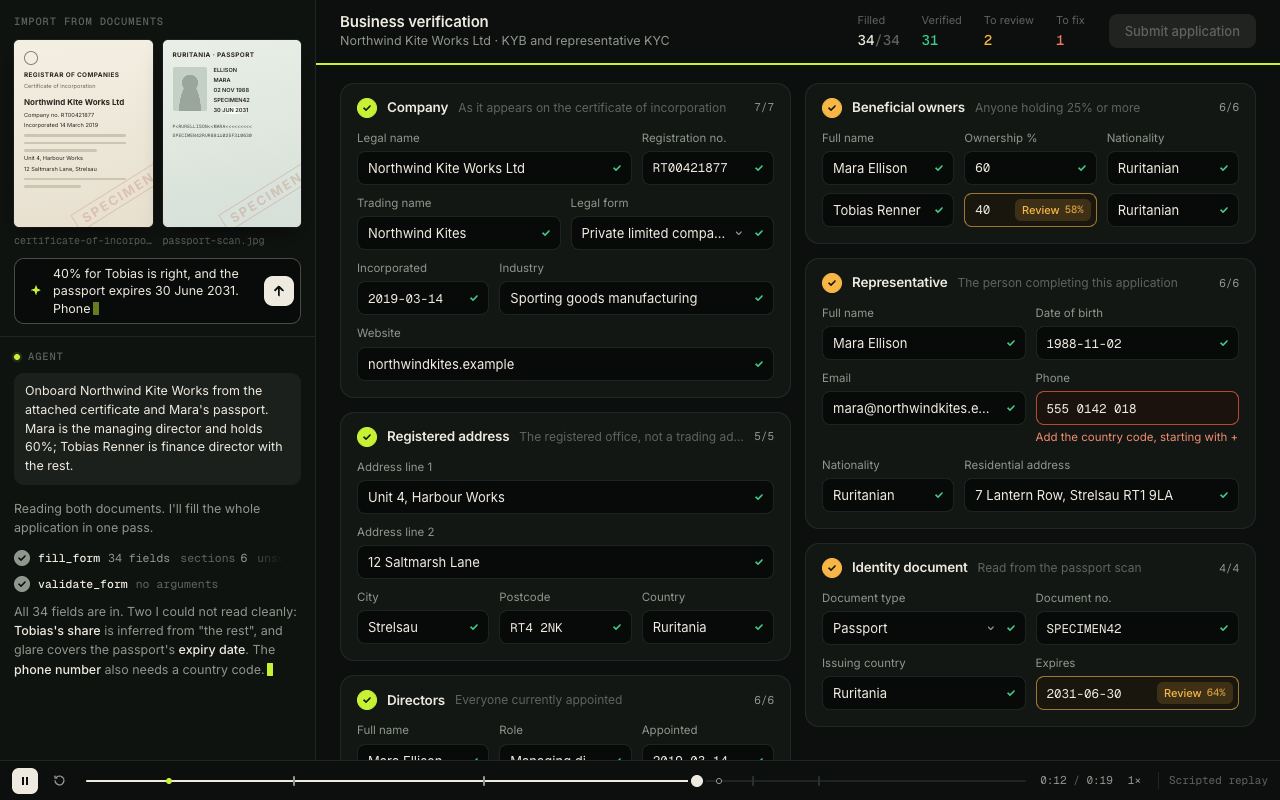 IMPORT FROM DOCUMENTS
REGISTRAR OF COMPANIES
Certificate of incorporation
Northwind Kite Works Ltd
Company no. RT00421877
Incorporated 14 March 2019
Unit 4, Harbour Works
12 Saltmarsh Lane, Strelsau
SPECIMEN
certificate-of-incorpo…
RURITANIA · PASSPORT
ELLISON
MARA
02 NOV 1988
SPECIMEN42
30 JUN 2031
SPECIMEN
passport-scan.jpg
40% for Tobias is right, and the
passport expires 30 June 2031.
Phone
AGENT
Onboard Northwind Kite Works from the
attached certificate and Mara's passport.
Mara is the managing director and holds
60%; Tobias Renner is finance director with
the rest.
Reading both documents. I'll fill the whole
application in one pass.
fill_form 34 fields sections 6 uns
validate_form no arguments
All 34 fields are in. Two I could not read cleanly:
Tobias's share is inferred from "the rest", and
glare covers the passport's expiry date. The
phone number also needs a country code.
Business verification
Northwind Kite Works Ltd · KYB and representative KYC
Filled
34/34
Verified
31
To review
2
To fix
1
Submit application
Company As it appears on the certificate of incorporation 7/7
Legal name Registration no.
Northwind Kite Works Ltd RT00421877
Trading name Legal form
Northwind Kites Private limited compa…
Incorporated Industry
2019-03-14 Sporting goods manufacturing
Website
northwindkites.example
Registered address The registered office, not a trading ad… 5/5
Address line 1
Unit 4, Harbour Works
Address line 2
12 Saltmarsh Lane
City Postcode Country
Strelsau RT4 2NK Ruritania
Directors Everyone currently appointed 6/6
Full name Role Appointed
Mara Ellison Managing di… 2019-03-14
Beneficial owners Anyone holding 25% or more 6/6
Full name Ownership % Nationality
Mara Ellison 60 Ruritanian
Tobias Renner 40 Review 58% Ruritanian
Representative The person completing this application 6/6
Full name Date of birth
Mara Ellison 1988-11-02
Email Phone
mara@northwindkites.e… 555 0142 018
Add the country code, starting with +
Nationality Residential address
Ruritanian 7 Lantern Row, Strelsau RT1 9LA
Identity document Read from the passport scan 4/4
Document type Document no.
Passport SPECIMEN42
Issuing country Expires
Ruritania 2031-06-30 Review 64%
0:12 / 0:19 1× Scripted replay